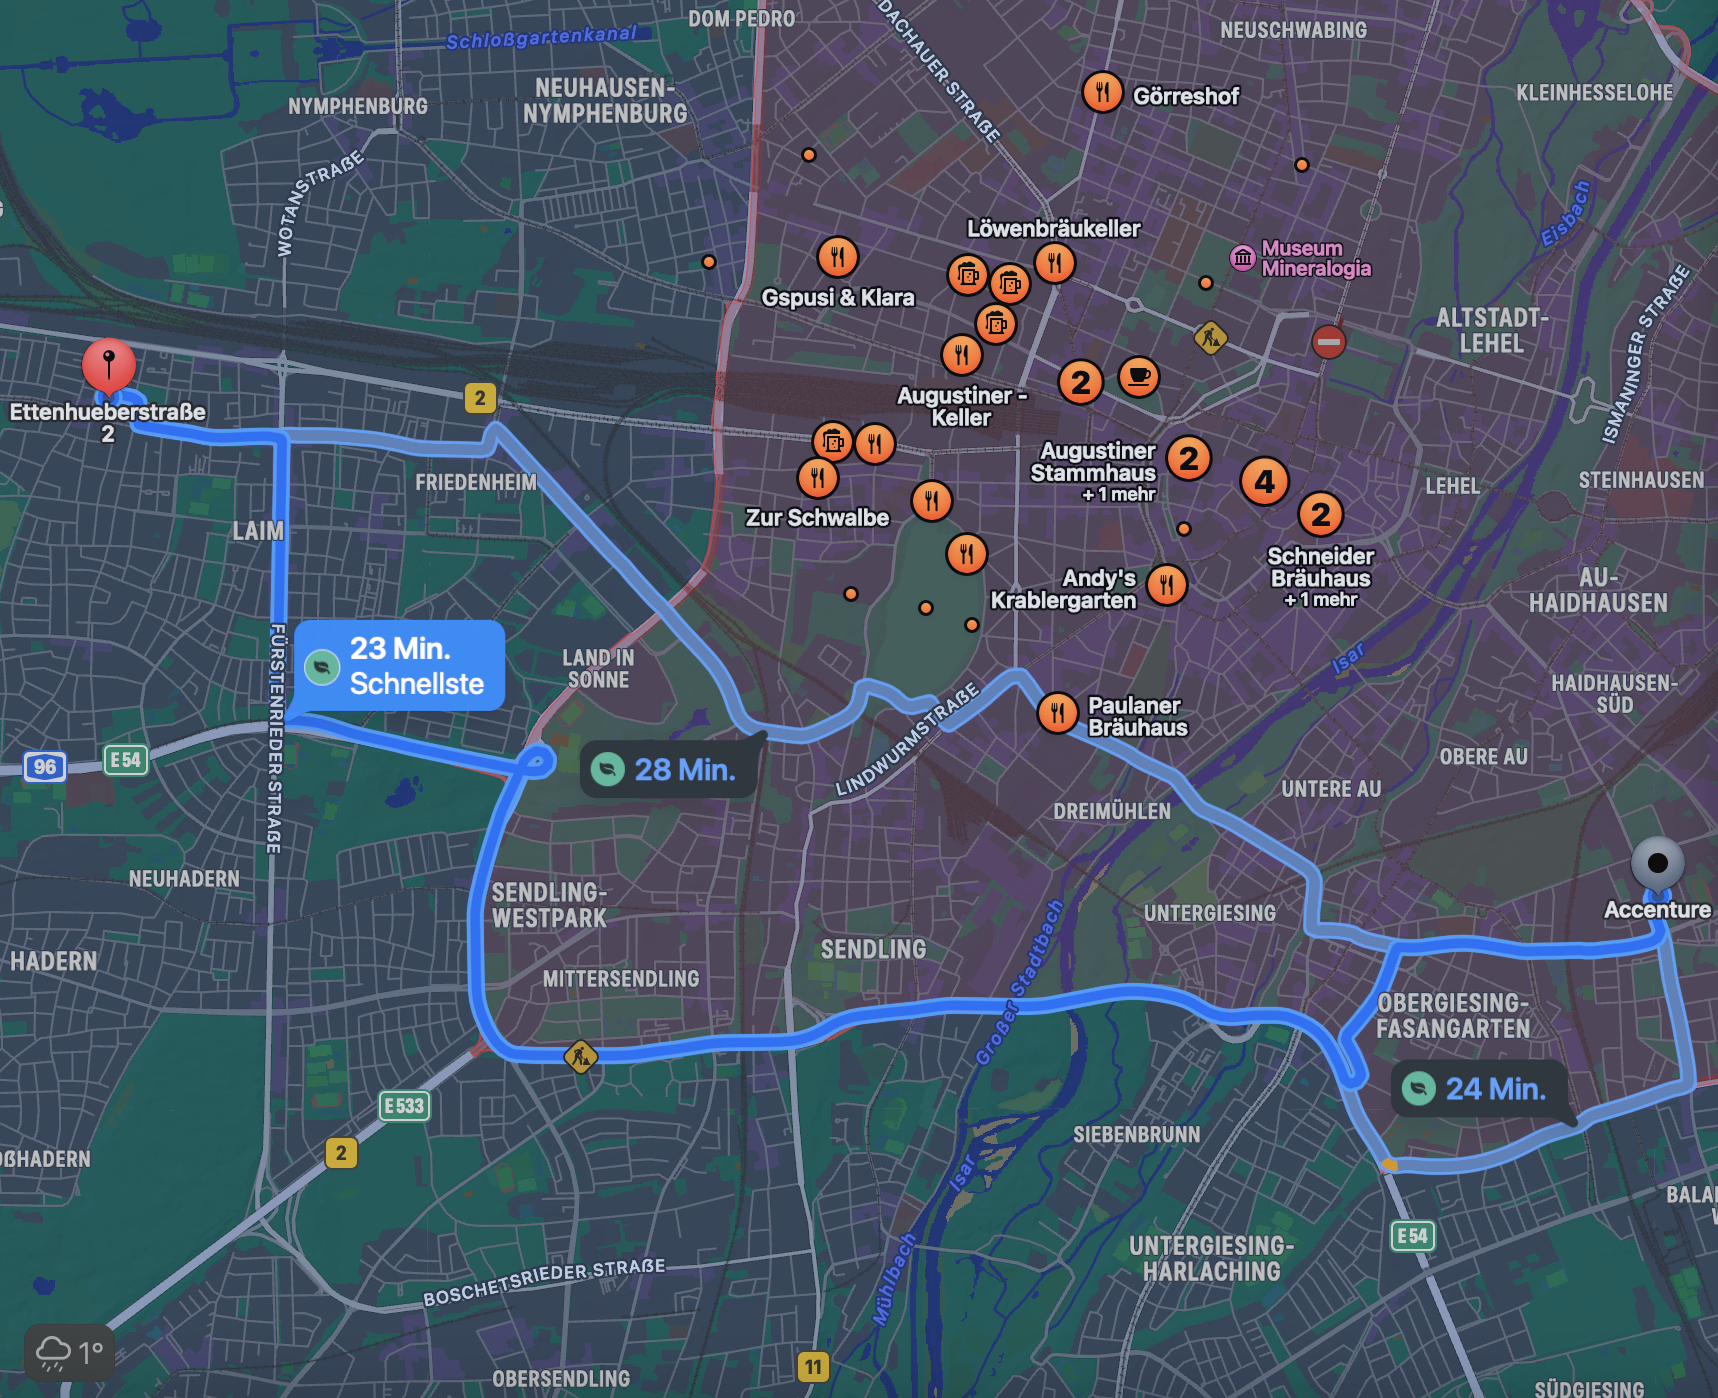 DOM PEDRO
DACHAUER STRAẞE
NEUSCHWABING
Schloßgartenkanal
NEUHAUSEN-
NYMPHENBURG
NYMPHENBURG
Görreshof
KLEINHESSELOHE
WOTANSTRAẞE
Eisbach
Löwenbräukeller
Museum
Mineralogia
Gspusi & Klara
ALTSTADT-
LEHEL
ISMANINGER STRAẞE
Ettenhueberstraße
2
2
Augustiner -
Keller
2
FRIEDENHEIM
Augustiner
Stammhaus
+ 1 mehr
2
4
2
LEHEL
STEINHAUSEN
LAIM
Zur Schwalbe
Schneider
Bräuhaus
+ 1 mehr
Andy's
Krablergarten
AU-
HAIDHAUSEN
FÜRSTENRIEDER STRAẞE
23 Min.
Schnellste
LAND IN
SONNE
Isar
HAIDHAUSEN-
SÜD
LINDWURMSTRAẞE
Paulaner
Bräuhaus
96
E 54
28 Min.
OBERE AU
UNTERE AU
DREIMÜHLEN
NEUHADERN
SENDLING-
WESTPARK
UNTERGIESING
Accenture
HADERN
MITTERSENDLING
SENDLING
Großer Stadtbach
OBERGIESING-
FASANGARTEN
24 Min.
E 533
2
OẞHADERN
SIEBENBRUNN
Isar
BALA
E 54
UNTERGIESING-
HARLACHING
Mühlbach
BOSCHETSRIEDER STRAẞE
1°
OBERSENDLING
11
SÜDGIESING